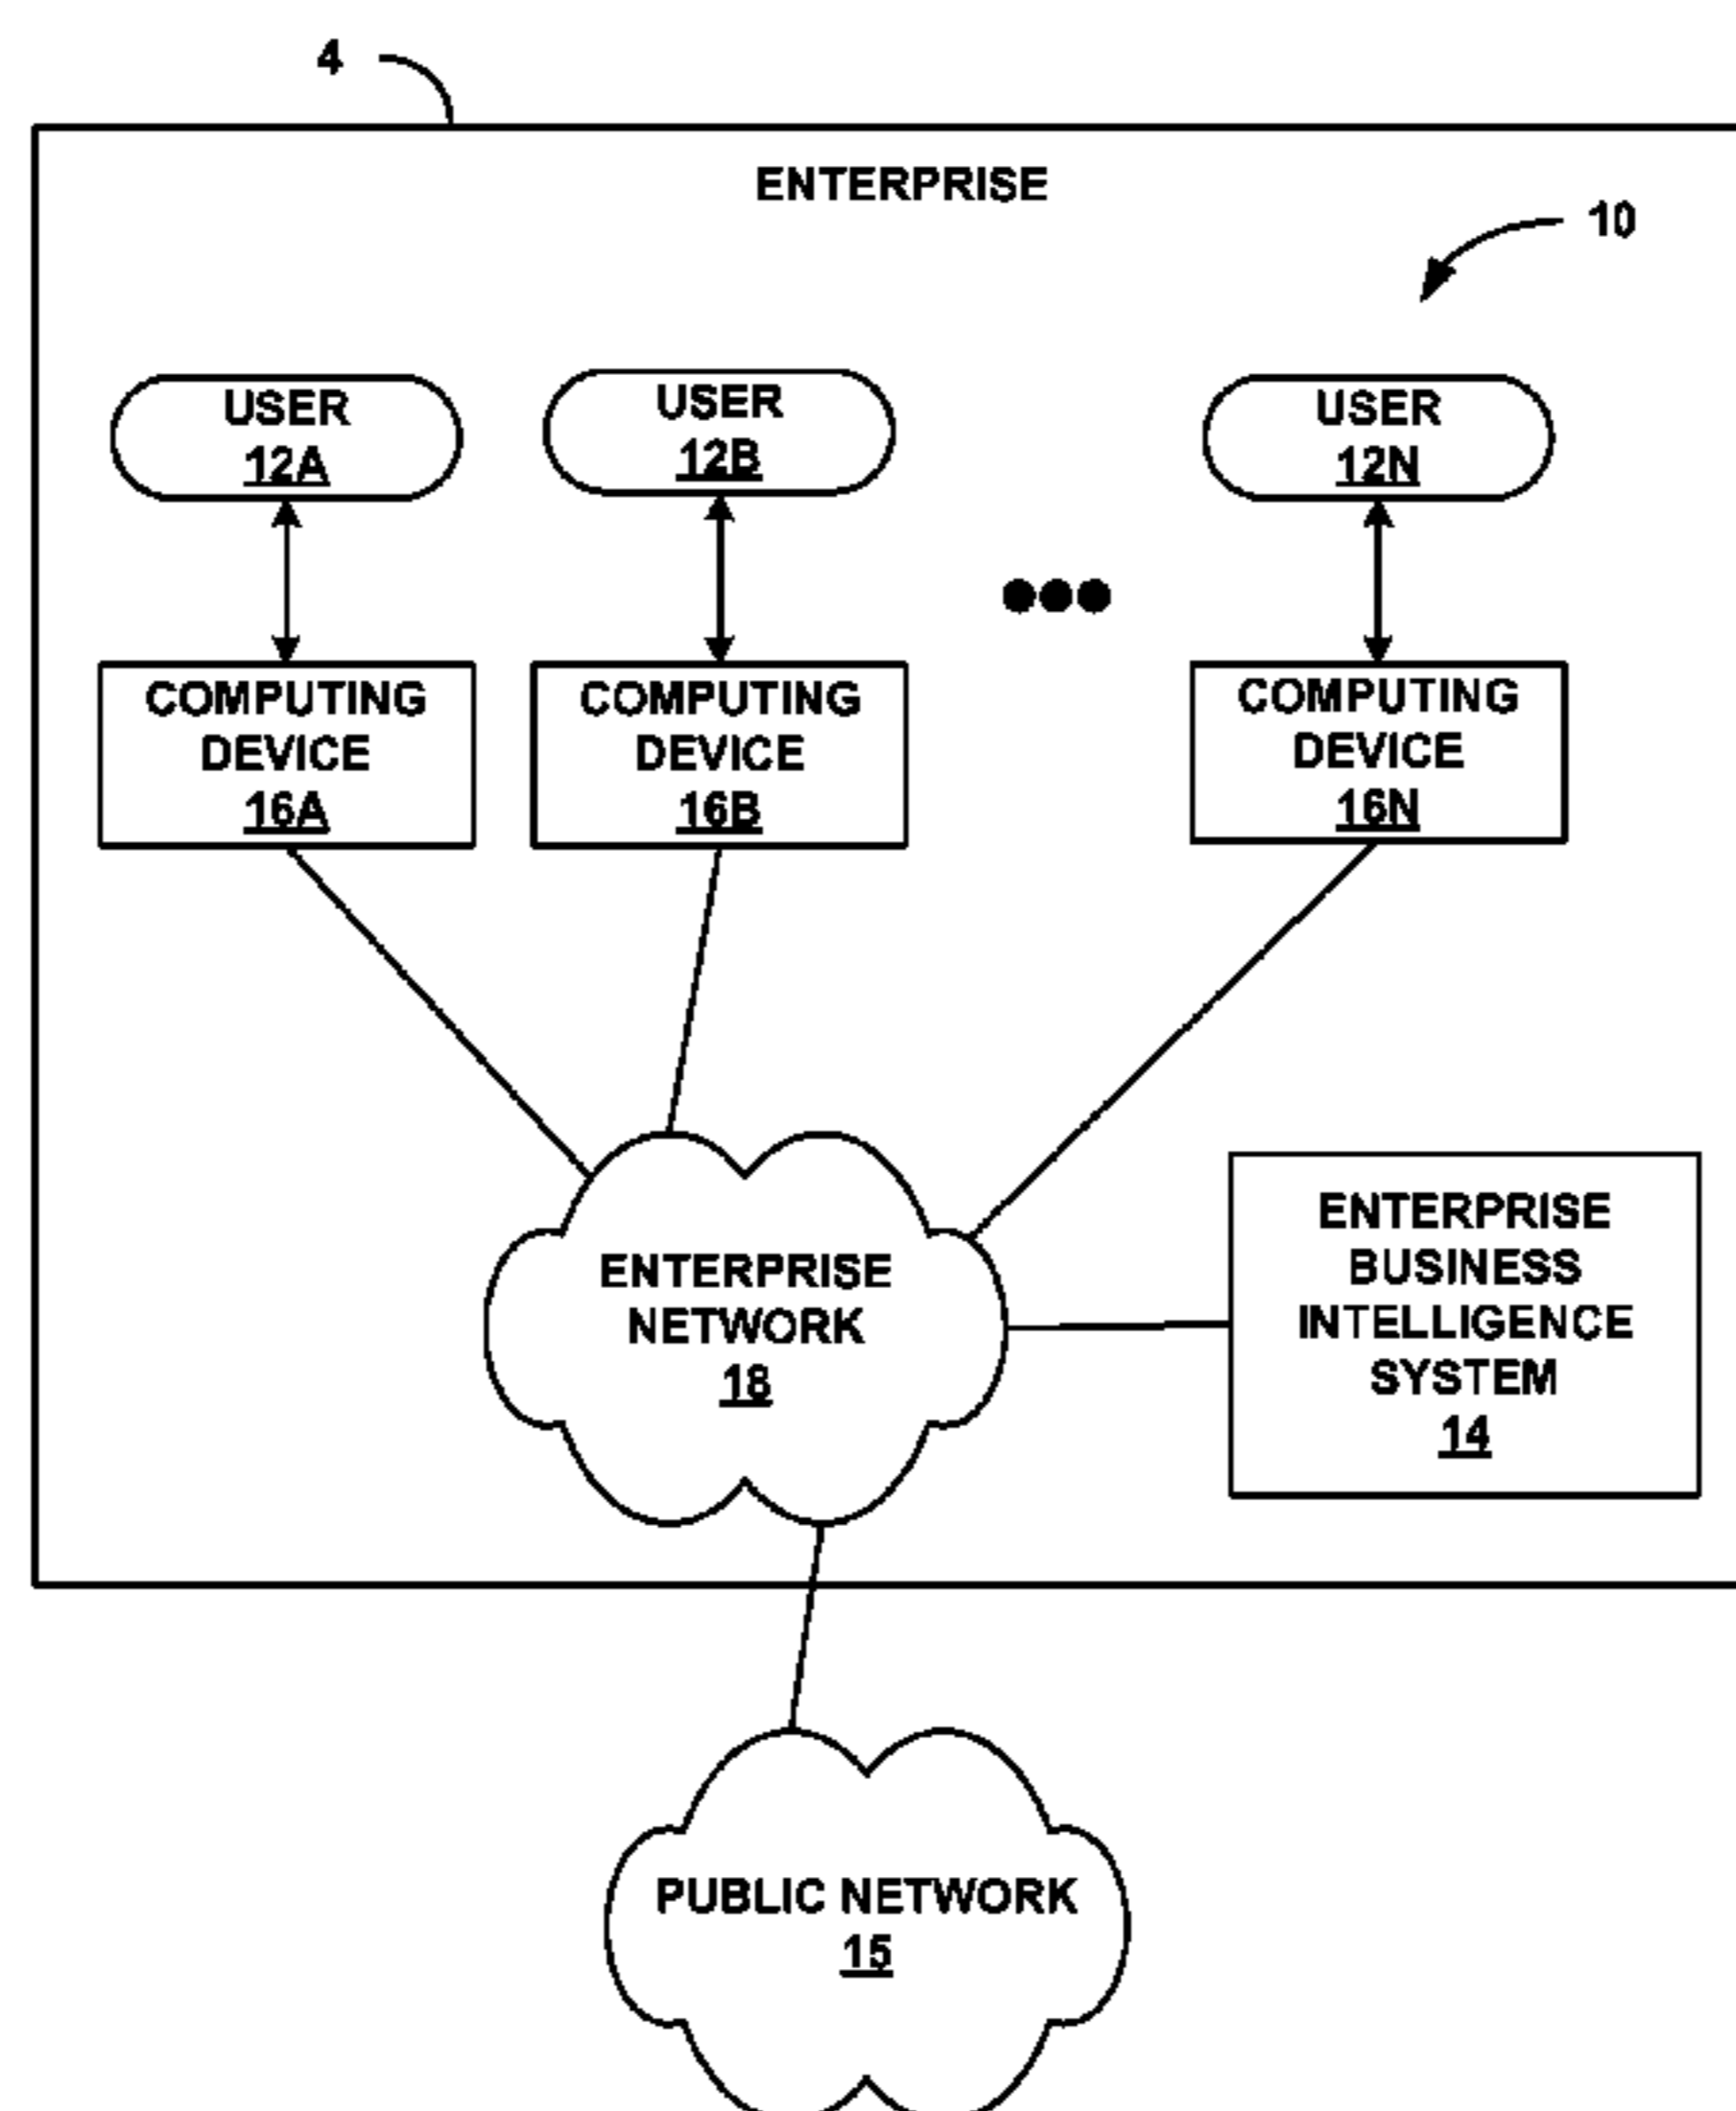 4
ENTERPRISE
10
USER
12A
USER
12B
USER
12N
COMPUTING
DEVICE
16A
COMPUTING
DEVICE
16B
COMPUTING
DEVICE
16N
ENTERPRISE
NETWORK
18
ENTERPRISE
BUSINESS
INTELLIGENCE
SYSTEM
14
PUBLIC NETWORK
15